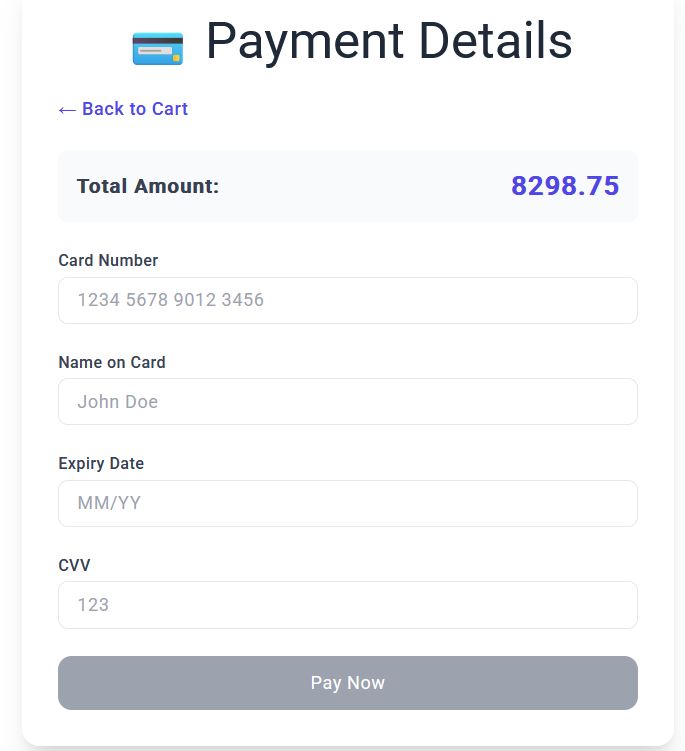 Payment Details
← Back to Cart
Total Amount: 8298.75
Card Number
1234 5678 9012 3456
Name on Card
John Doe
Expiry Date
MM/YY
CVV
123
Pay Now